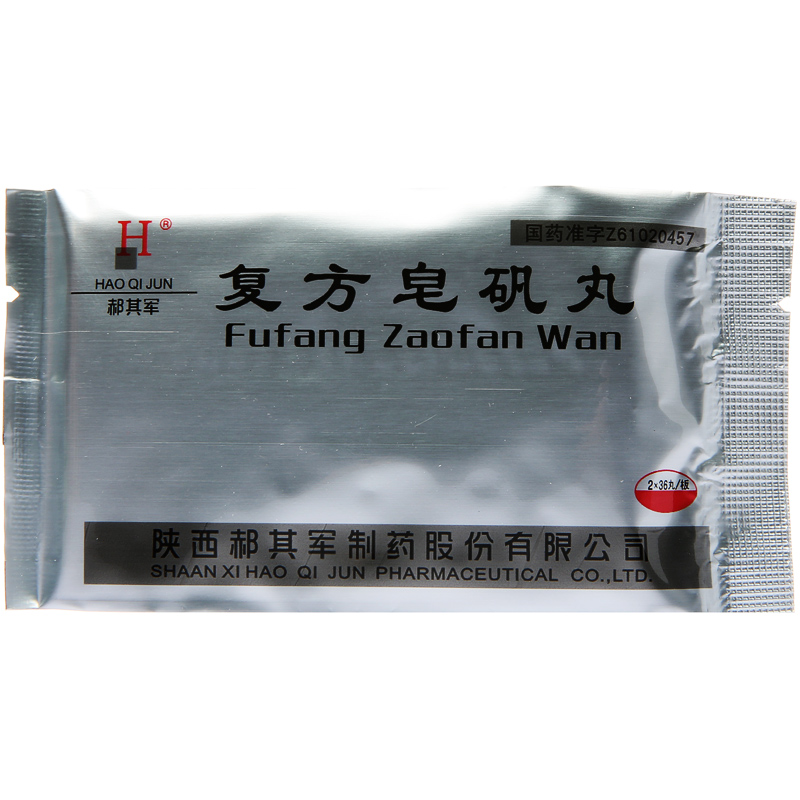 H®
HAO QI JUN
郝其军
国药准字Z61020457
复方皂矾丸
Fufang Zaofan Wan
2×36丸/板
陕西郝其军制药股份有限公司
SHAAN XI HAO QI JUN PHARMACEUTICAL CO.,LTD.